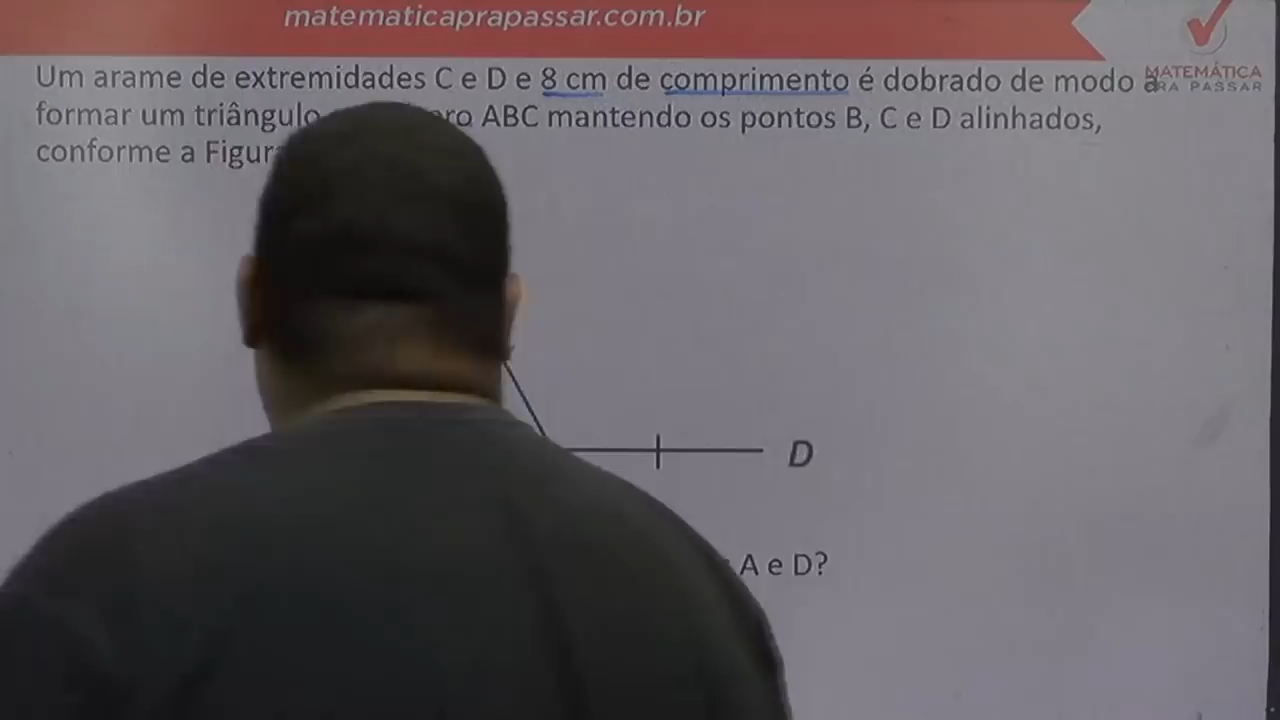 matematicaprapassar.com.br
Um arame de extremidades C e D e 8 cm de comprimento é dobrado de modo a
MATEMÁTICA
PRA PASSAR
formar um triângulo ABC mantendo os pontos B, C e D alinhados,
conforme a
D
A e D?